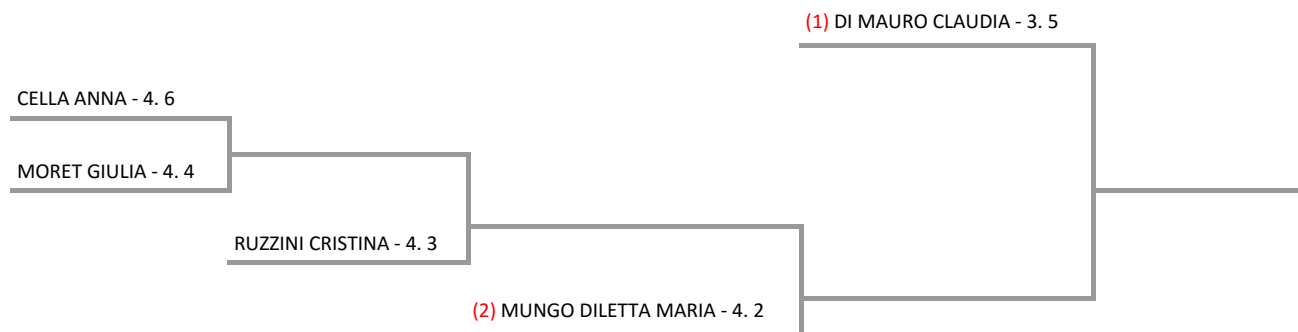 (1) DI MAURO CLAUDIA - 3. 5
CELLA ANNA - 4. 6
MORET GIULIA - 4. 4
RUZZINI CRISTINA - 4. 3
(2) MUNGO DILETTA MARIA - 4. 2